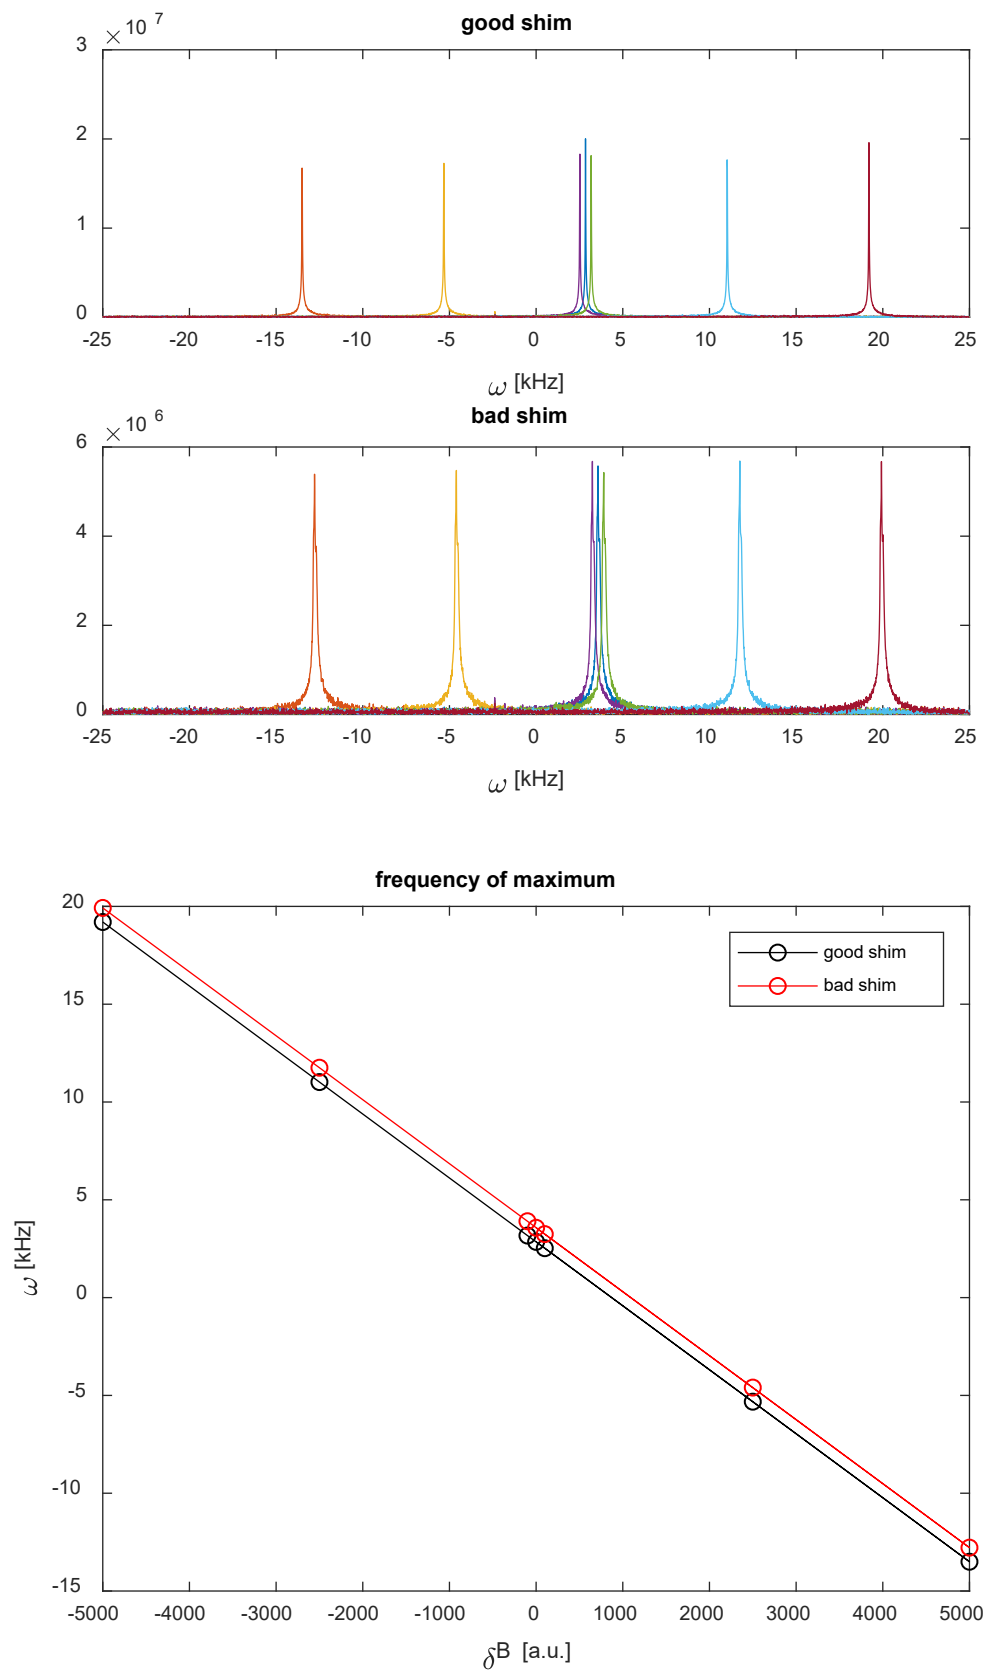 good shim
× 10 7
3
2
1
0
-25 -20 -15 -10 -5 0 5 10 15 20 25
ω [kHz]
bad shim
× 10 6
6
4
2
0
-25 -20 -15 -10 -5 0 5 10 15 20 25
ω [kHz]
frequency of maximum
20
15
10
5
0
-5
-10
-15
ω [kHz]
good shim
bad shim
-5000 -4000 -3000 -2000 -1000 0 1000 2000 3000 4000 5000
δB [a.u.]